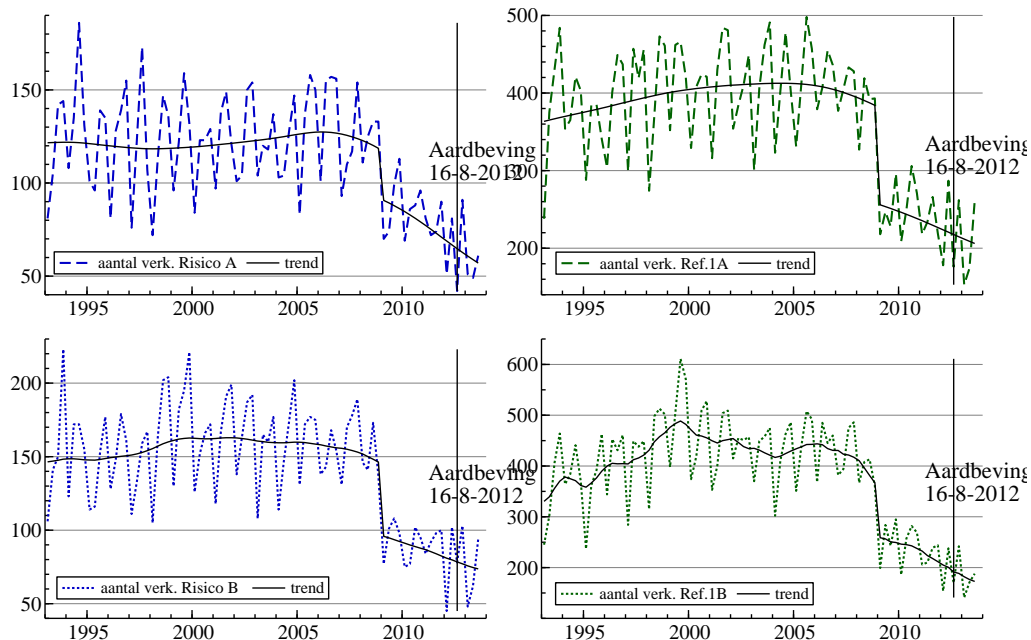 150
100
50
Aardbeving
16-8-2012
aantal verk. Risico A trend
1995 2000 2005 2010
500
400
300
200
Aardbeving
16-8-2012
aantal verk. Ref.1A trend
1995 2000 2005 2010
200
150
100
50
Aardbeving
16-8-2012
aantal verk. Risico B trend
1995 2000 2005 2010
600
500
400
300
200
Aardbeving
16-8-2012
aantal verk. Ref.1B trend
1995 2000 2005 2010